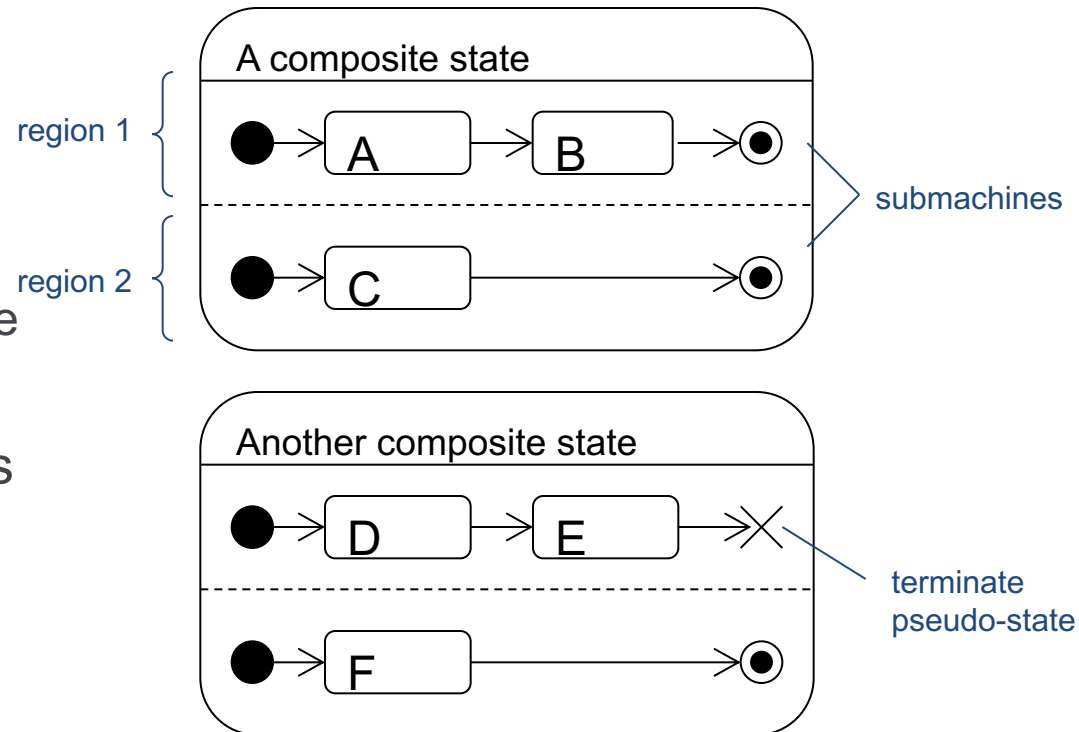 A composite state
region 1
A
B
submachines
region 2
C
e
Another composite state
s
D
E
terminate
pseudo-state
F